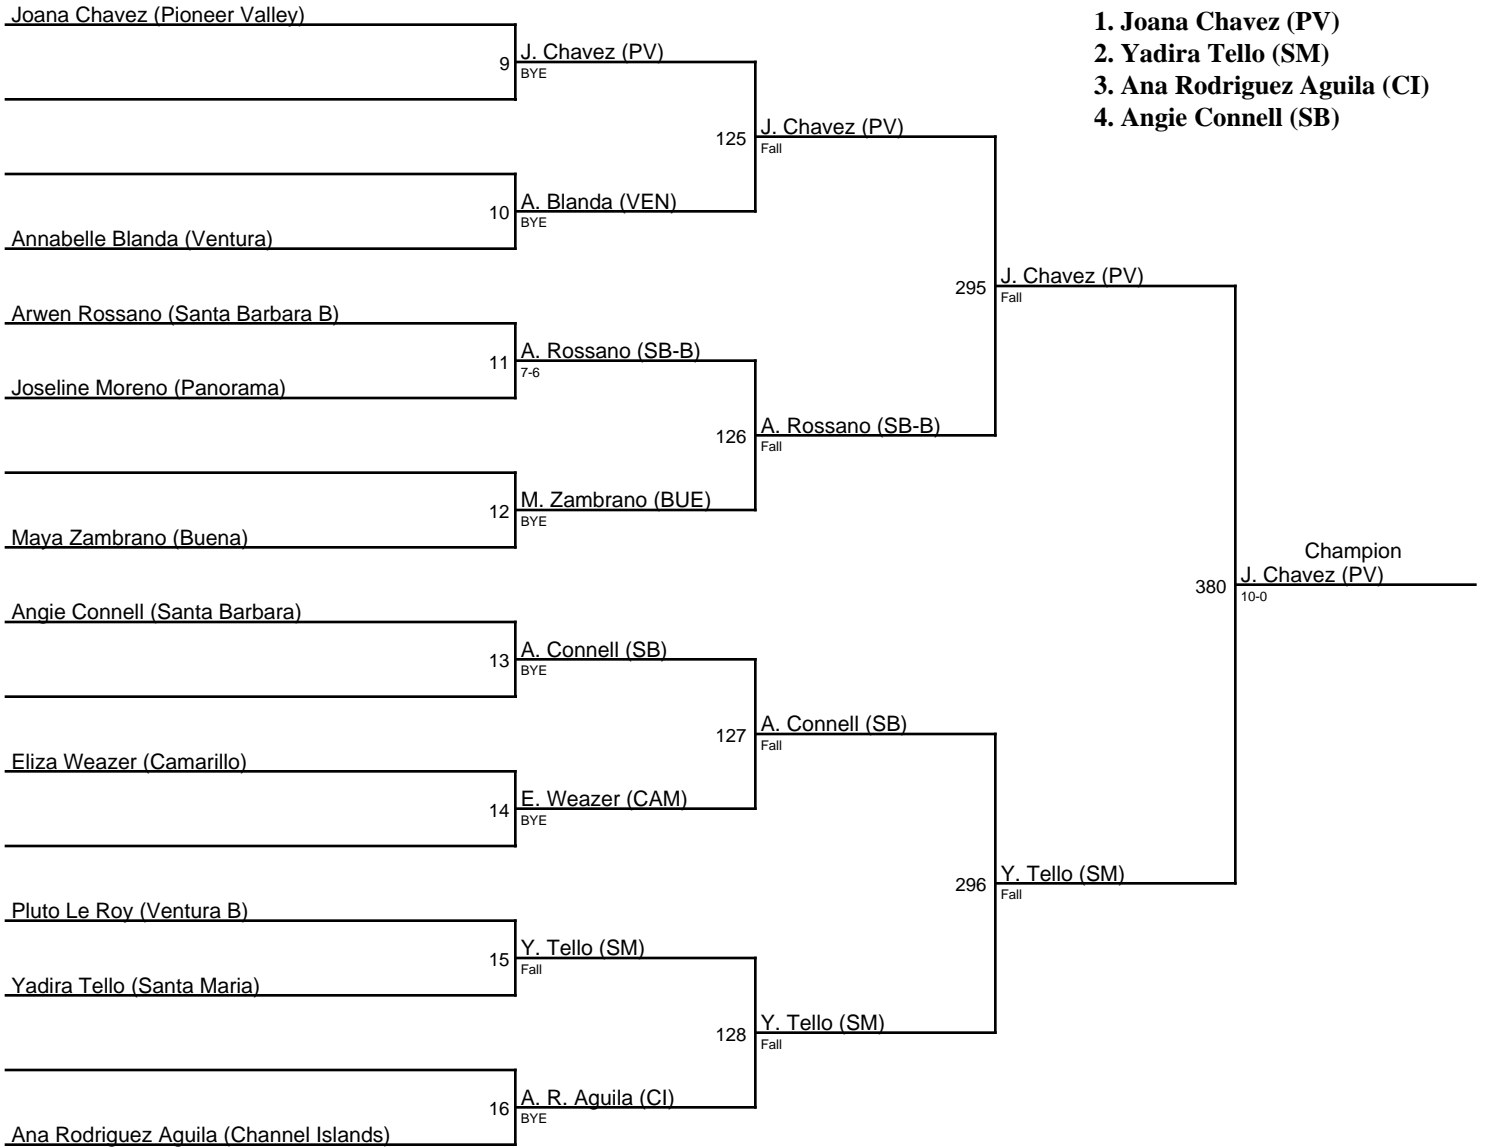 Joana Chavez (Pioneer Valley)
1. Joana Chavez (PV)
2. Yadira Tello (SM)
3. Ana Rodriguez Aguila (CI)
4. Angie Connell (SB)
9 J. Chavez (PV)
BYE
125 J. Chavez (PV)
Fall
10 A. Blanda (VEN)
BYE
Annabelle Blanda (Ventura)
295 J. Chavez (PV)
Fall
Arwen Rossano (Santa Barbara B)
11 A. Rossano (SB-B)
7-6
Joseline Moreno (Panorama)
126 A. Rossano (SB-B)
Fall
12 M. Zambrano (BUE)
BYE
Maya Zambrano (Buena)
Champion
380 J. Chavez (PV)
10-0
Angie Connell (Santa Barbara)
13 A. Connell (SB)
BYE
127 A. Connell (SB)
Fall
Eliza Weazer (Camarillo)
14 E. Weazer (CAM)
BYE
296 Y. Tello (SM)
Fall
Pluto Le Roy (Ventura B)
15 Y. Tello (SM)
Fall
Yadira Tello (Santa Maria)
128 Y. Tello (SM)
Fall
16 A. R. Aguila (CI)
BYE
Ana Rodriguez Aguila (Channel Islands)